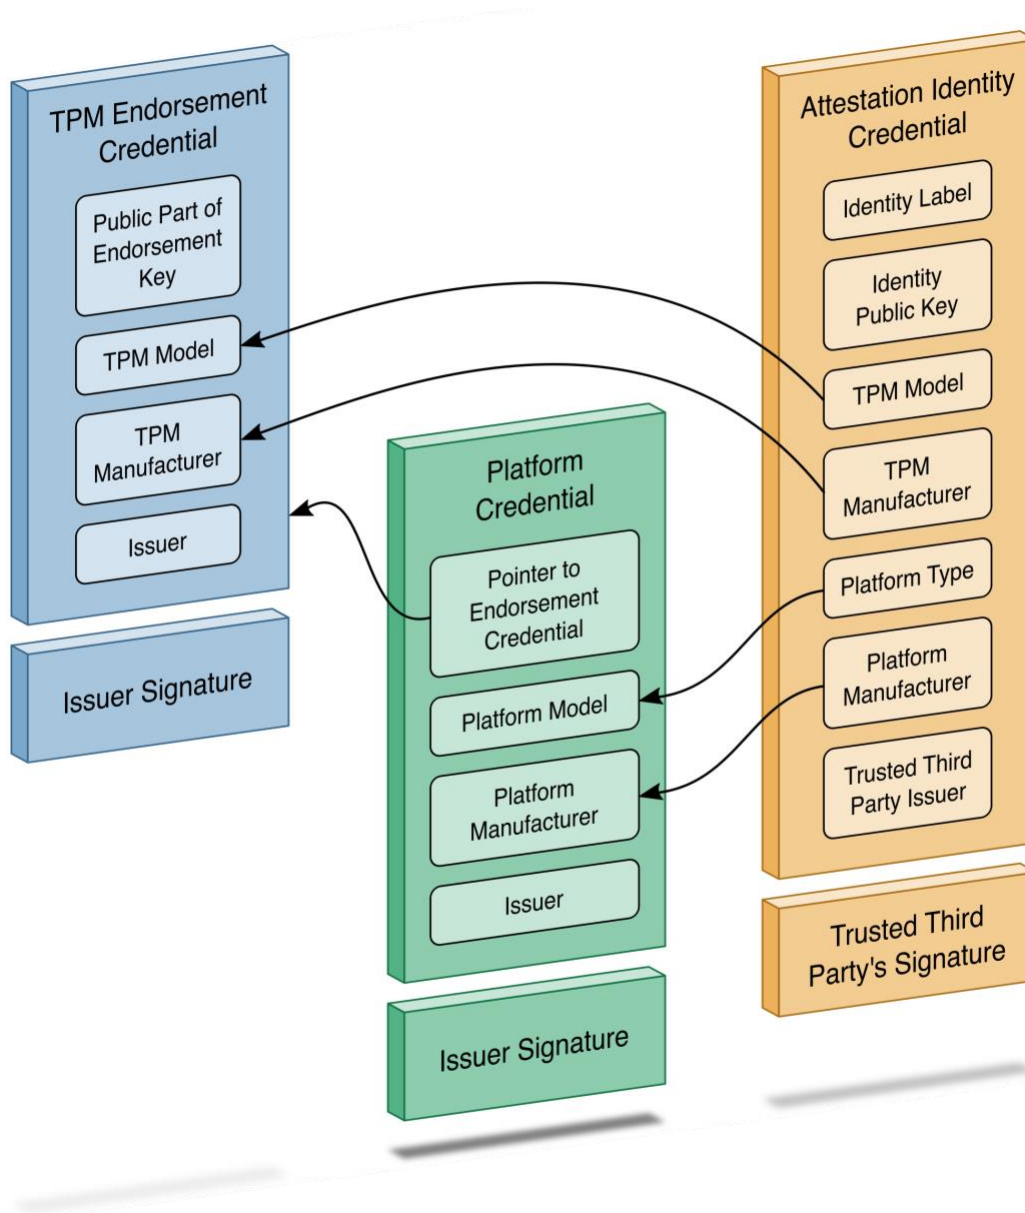 TPM Endorsement
Credential
Public Part of
Endorsement
Key
TPM Model
TPM
Manufacturer
Issuer
Issuer Signature
Platform
Credential
Pointer to
Endorsement
Credential
Platform Model
Platform
Manufacturer
Issuer
Issuer Signature
Attestation Identity
Credential
Identity Label
Identity
Public Key
TPM Model
TPM
Manufacturer
Platform Type
Platform
Manufacturer
Trusted Third
Party Issuer
Trusted Third
Party's Signature